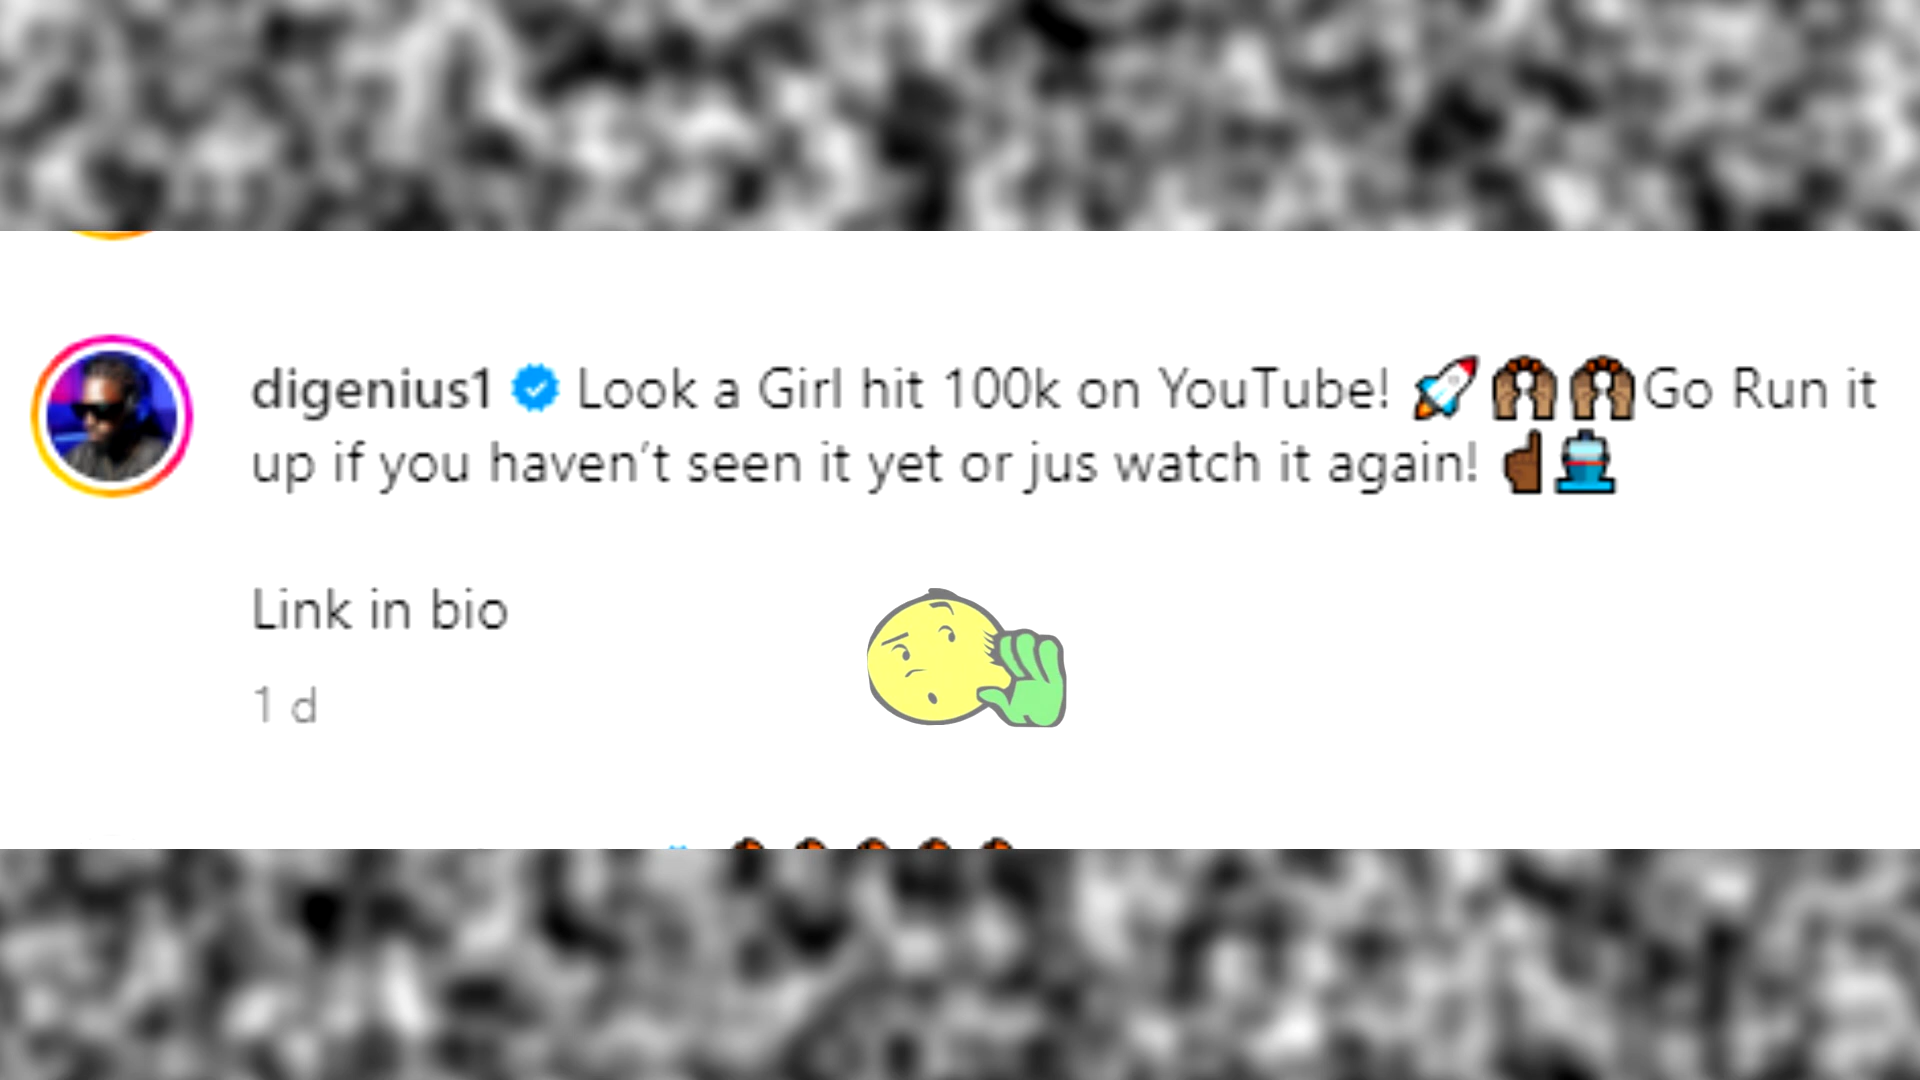 digenius1 Look a Girl hit 100k on YouTube! 🚀🙌🏾🙌🏾Go Run it
up if you haven't seen it yet or jus watch it again! ☝🏾🚢
Link in bio
1 d